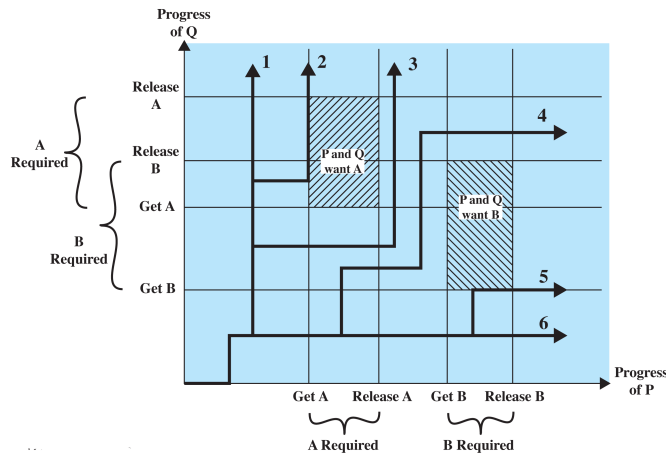 Progress
of Q
1
2
3
4
Release
A
A
Required
Release
B
P and Q
want A
P and Q
want B
Get A
B
Required
Get B
5
6
Progress
of P
Get A
Release A
Get B
Release B
A Required
B Required